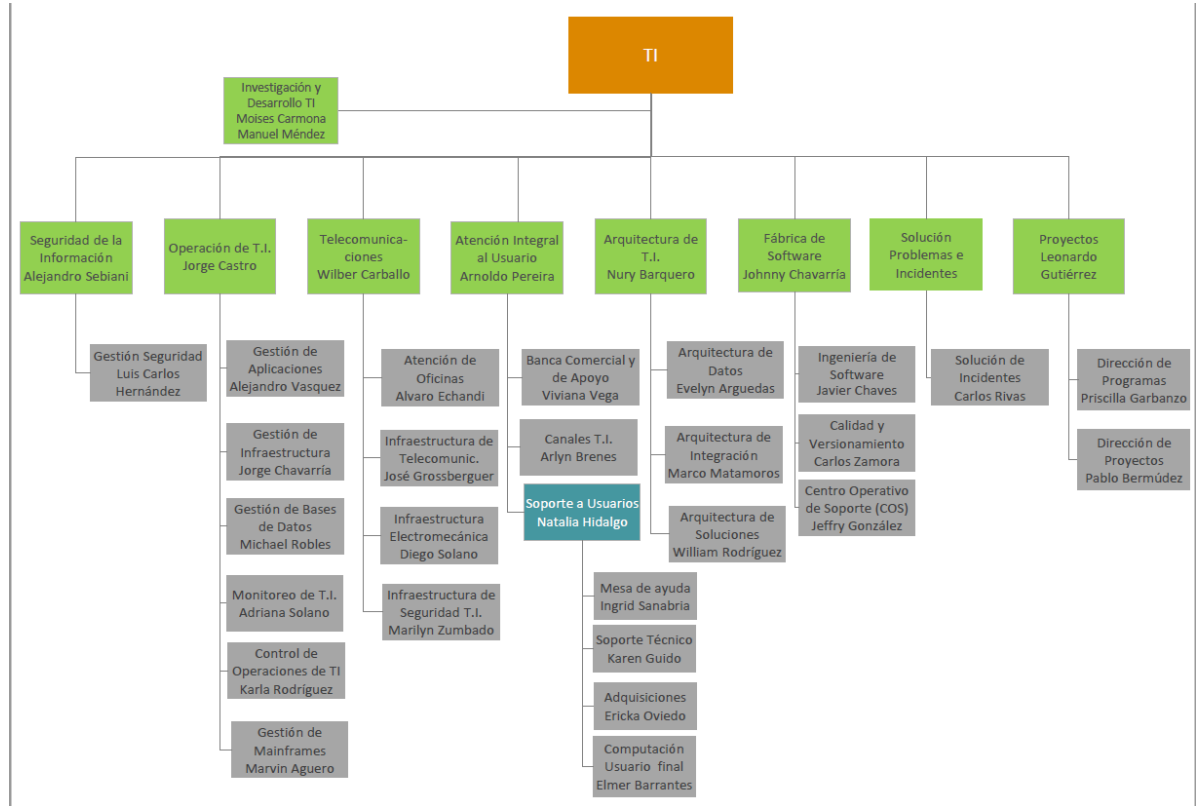 TI
Investigación y
Desarrollo TI
Moises Carmona
Manuel Méndez
Seguridad de la
Información
Alejandro Sebiani
Operación de T.I.
Jorge Castro
Telecomunica-
ciones
Wilber Carballo
Atención Integral
al Usuario
Arnoldo Pereira
Arquitectura de
T.I.
Nury Barquero
Fábrica de
Software
Johnny Chavarría
Solución
Problemas e
Incidentes
Proyectos
Leonardo
Gutiérrez
Gestión Seguridad
Luis Carlos
Hernández
Gestión de
Aplicaciones
Alejandro Vasquez
Gestión de
Infraestructura
Jorge Chavarría
Gestión de Bases
de Datos
Michael Robles
Monitoreo de T.I.
Adriana Solano
Control de
Operaciones de TI
Karla Rodríguez
Gestión de
Mainframes
Marvin Aguero
Atención de
Oficinas
Alvaro Echandi
Infraestructura de
Telecomunic.
José Grossberguer
Infraestructura
Electromecánica
Diego Solano
Infraestructura de
Seguridad T.I.
Marilyn Zumbado
Banca Comercial y
de Apoyo
Viviana Vega
Canales T.I.
Arlyn Brenes
Soporte a Usuarios
Natalia Hidalgo
Mesa de ayuda
Ingrid Sanabria
Soporte Técnico
Karen Guido
Adquisiciones
Ericka Oviedo
Computación
Usuario final
Elmer Barrantes
Arquitectura de
Datos
Evelyn Arguedas
Arquitectura de
Integración
Marco Matamoros
Arquitectura de
Soluciones
William Rodríguez
Ingeniería de
Software
Javier Chaves
Calidad y
Versionamiento
Carlos Zamora
Centro Operativo
de Soporte (COS)
Jeffry González
Solución de
Incidentes
Carlos Rivas
Dirección de
Programas
Priscilla Garbanzo
Dirección de
Proyectos
Pablo Bermúdez